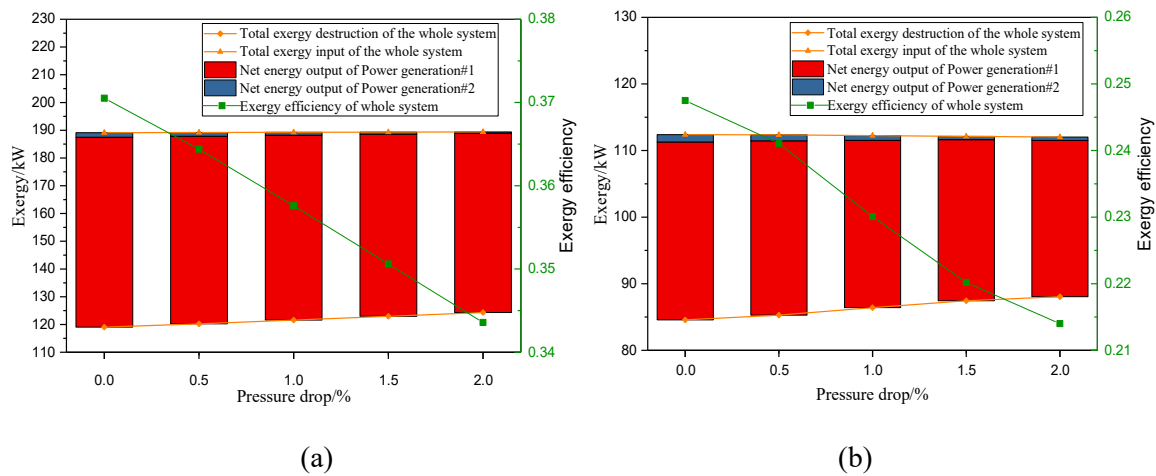 230
220
210
200
190
180
170
160
150
140
130
120
110
Exergy/kW
Total exergy destruction of the whole system
Total exergy input of the whole system
Net energy output of Power generation#1
Net energy output of Power generation#2
Exergy efficiency of whole system
0.38
0.37
0.36
0.35
0.34
Exergy efficiency
0.0 0.5 1.0 1.5 2.0
Pressure drop/%
(a)
130
120
110
100
90
80
Exergy/kW
Total exergy destruction of the whole system
Total exergy input of the whole system
Net energy output of Power generation#1
Net energy output of Power generation#2
Exergy efficiency of whole system
0.26
0.25
0.24
0.23
0.22
0.21
Exergy efficiency
0.0 0.5 1.0 1.5 2.0
Pressure drop/%
(b)